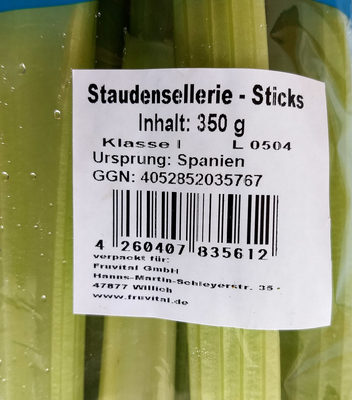 Staudensellerie - Sticks
Inhalt: 350 g
Klasse I L 0504
Ursprung: Spanien
GGN: 4052852035767
4 260407 835612
verpackt für:
Fruvital GmbH
Hanns-Martin-Schleyerstr. 35 -
47877 Willich
www.fruvital.de